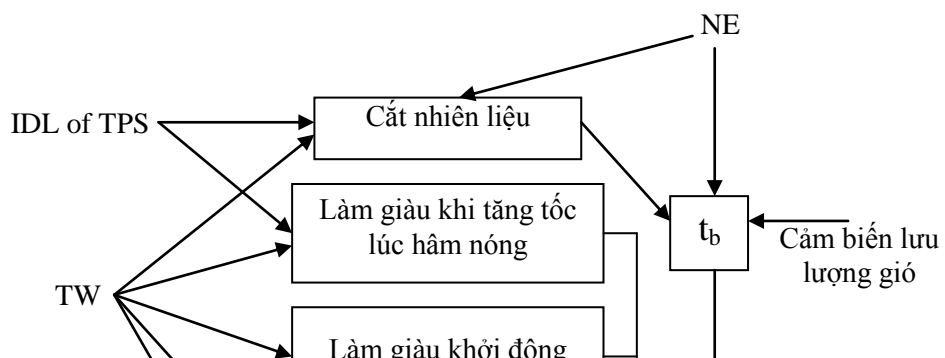 NE
IDL of TPS
Cắt nhiên liệu
Làm giàu khi tăng tốc
lúc hâm nóng
t_b
Cảm biến lưu
lượng gió
TW
Làm giàu khởi động